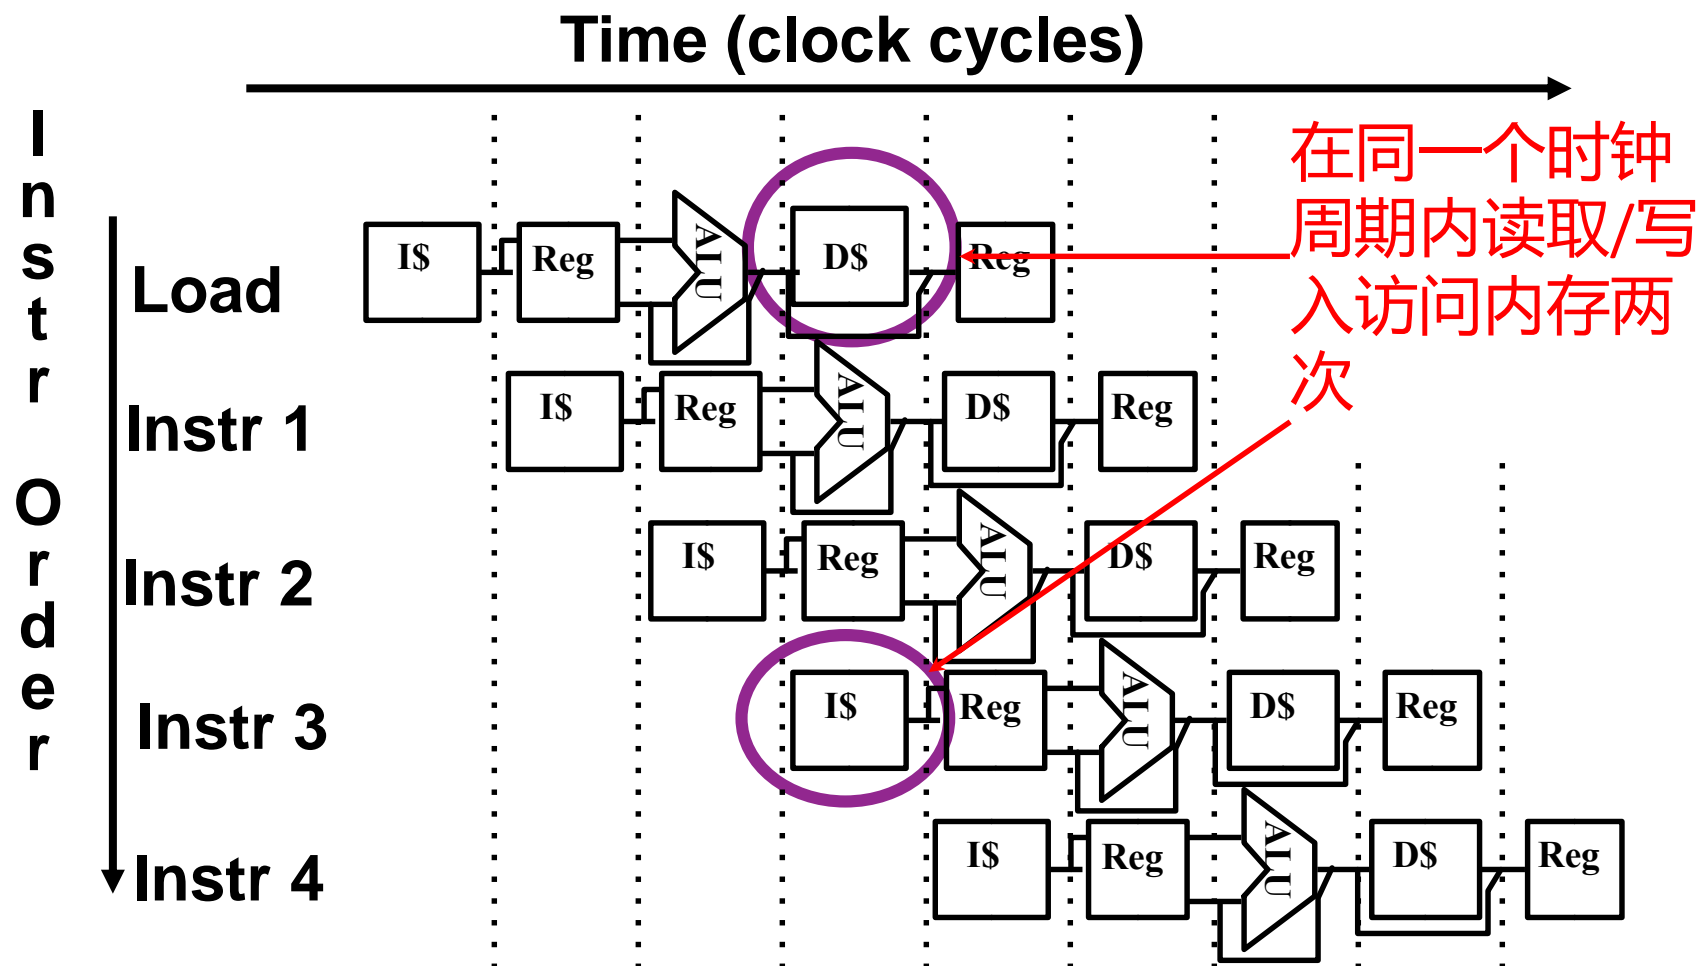 Time (clock cycles)
Instr Order
在同一个时钟
周期内读取/写
入访问内存两
次
Load
I$ Reg ALU D$ Reg
Instr 1
I$ Reg ALU D$ Reg
Instr 2
I$ Reg ALU D$ Reg
Instr 3
I$ Reg ALU D$ Reg
Instr 4
I$ Reg ALU D$ Reg